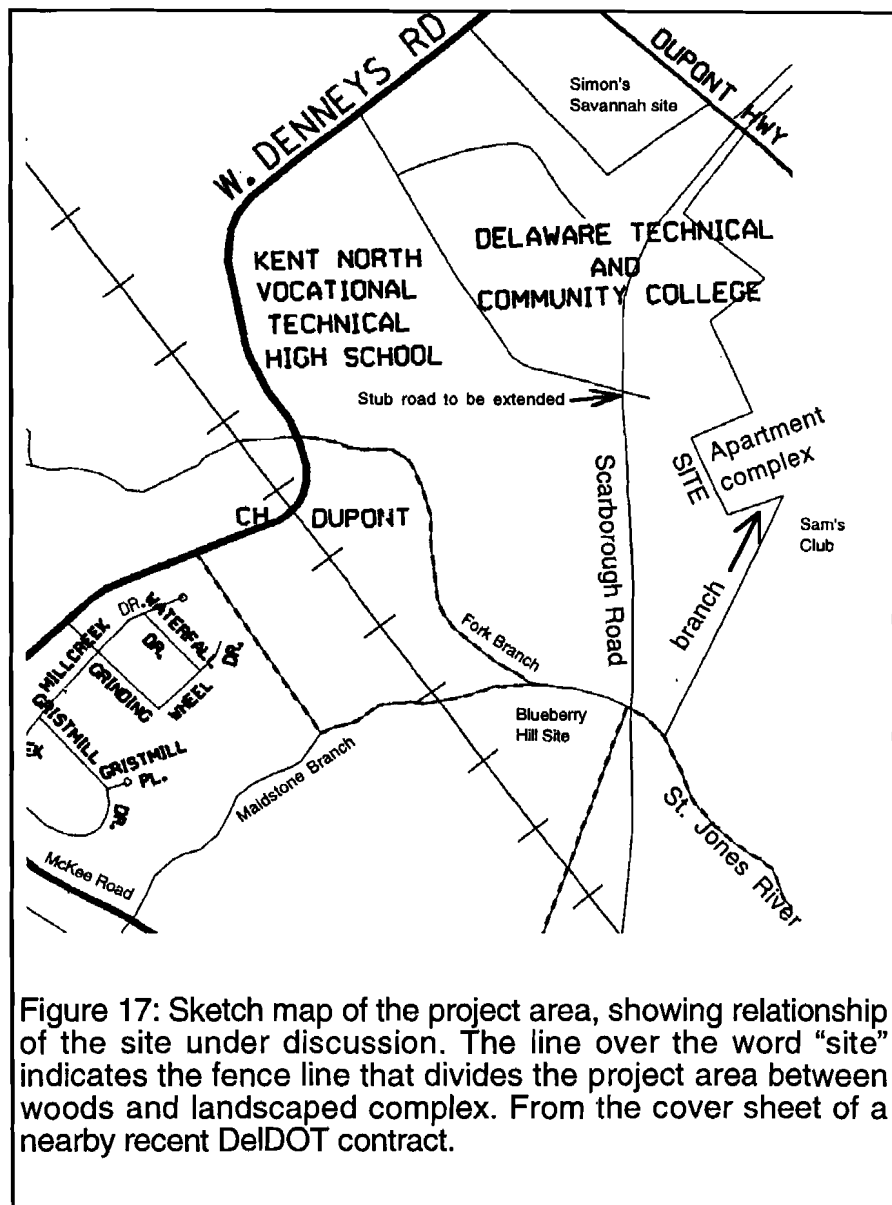 W. DENNEYS RD
DUPONT HWY
Simon's
Savannah site
KENT NORTH
VOCATIONAL
TECHNICAL
HIGH SCHOOL
DELAWARE TECHNICAL
AND
COMMUNITY COLLEGE
Stub road to be extended
Apartment
complex
SITE
Scarborough Road
Sam's
Club
branch
CH
DUPONT
Fork Branch
DR.
WATERFALL
DR.
MILLCREEK
GRINDING
WHEEL
DR.
GRISTMILL
GRISTMILL
PL.
EK
DR.
Blueberry
Hill Site
Maidstone Branch
St. Jones River
McKee Road
Figure 17: Sketch map of the project area, showing relationship
of the site under discussion. The line over the word “site”
indicates the fence line that divides the project area between
woods and landscaped complex. From the cover sheet of a
nearby recent DelDOT contract.